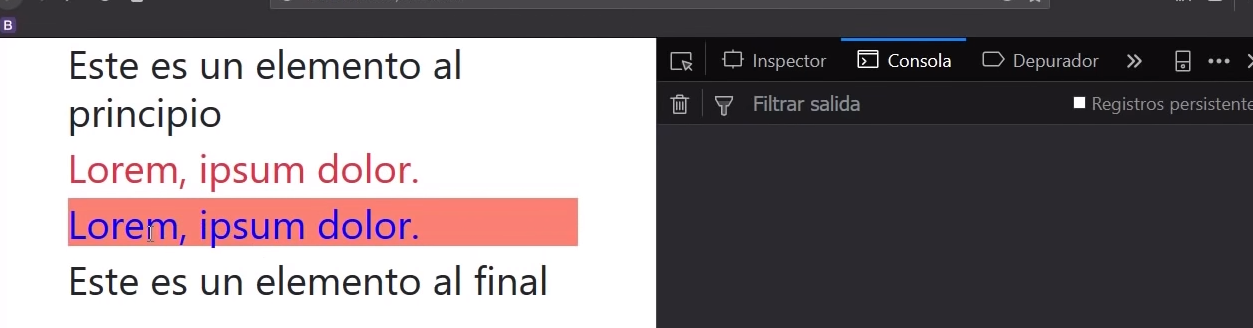 B
Este es un elemento al
principio
Lorem, ipsum dolor.
Lorem, ipsum dolor.
Este es un elemento al final
Inspector Consola Depurador
Filtrar salida Registros persistente